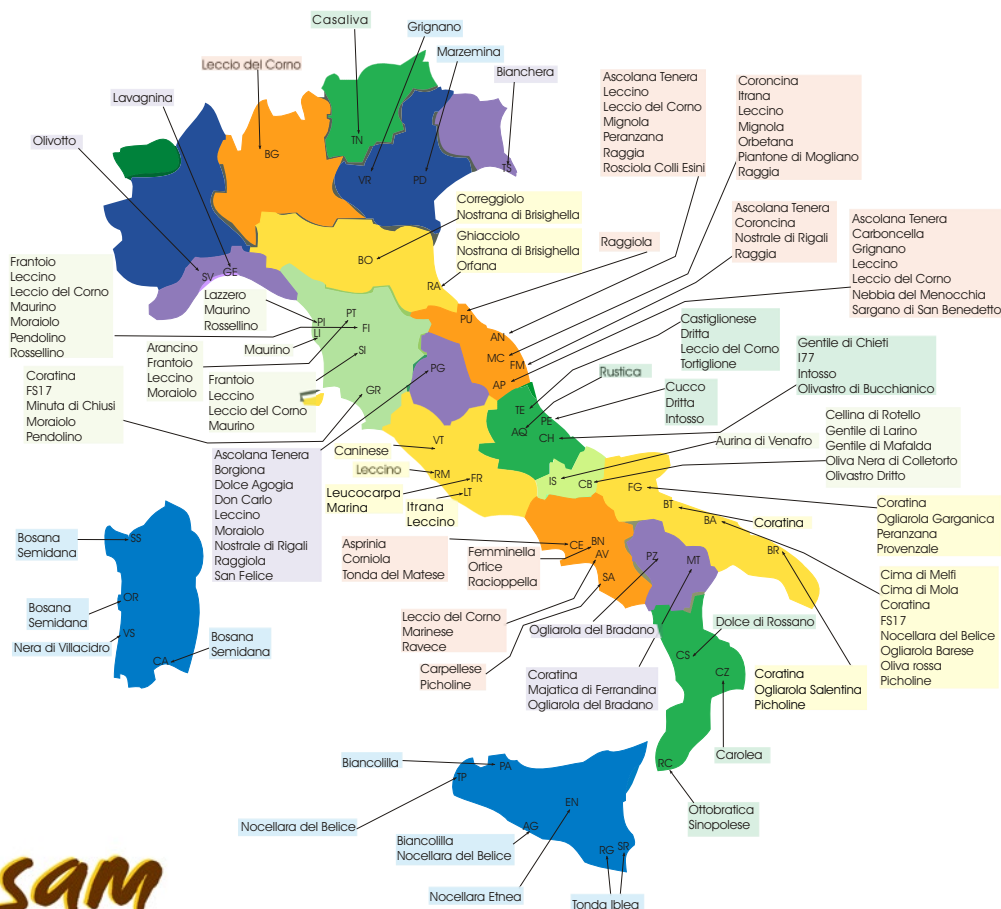 Casaliva
Grignano
Marzemina
Bianchera
Leccio del Corno
Lavagnina
Olivotto
TN
BG
VR
PD
TS
Ascolana Tenera
Leccino
Leccio del Corno
Mignola
Peranzana
Raggia
Rosciola Colli Esini
Coroncina
Itrana
Leccino
Mignola
Orbetana
Piantone di Mogliano
Raggia
Correggiolo
Nostrana di Brisighella
Ghiacciolo
Nostrana di Brisighella
Orfana
Raggiola
Ascolana Tenera
Coroncina
Nostrale di Rigali
Raggia
Ascolana Tenera
Carboncella
Grignano
Leccino
Leccio del Corno
Nebbia del Menocchia
Sargano di San Benedetto
Frantoio
Leccino
Leccio del Corno
Maurino
Moraiolo
Pendolino
Rossellino
SV
GE
BO
RA
Lazzero
Maurino
Rossellino
PI
LI
PT
FI
SI
GR
Maurino
PU
AN
MC
FM
AP
PG
Arancino
Frantoio
Leccino
Moraiolo
Frantoio
Leccino
Leccio del Corno
Maurino
Coratina
FS17
Minuta di Chiusi
Moraiolo
Pendolino
Castiglionese
Dritta
Leccio del Corno
Tortiglione
Rustica
Cucco
Dritta
Intosso
Gentile di Chieti
I77
Intosso
Olivastro di Bucchianico
TE
PE
AQ
CH
Ascolana Tenera
Borgiona
Dolce Agogia
Don Carlo
Leccino
Moraiolo
Nostrale di Rigali
Raggiola
San Felice
Caninese
Leccino
Leucocarpa
Marina
Itrana
Leccino
VT
RM
FR
LT
Aurina di Venafro
Cellina di Rotello
Gentile di Larino
Gentile di Mafalda
Oliva Nera di Colletorto
Olivastro Dritto
IS
CB
FG
BT
BA
BR
Coratina
Coratina
Ogliarola Garganica
Peranzana
Provenzale
Cima di Melfi
Cima di Mola
Coratina
FS17
Nocellara del Belice
Ogliarola Barese
Oliva rossa
Picholine
Coratina
Ogliarola Salentina
Picholine
Bosana
Semidana
SS
Bosana
Semidana
OR
Nera di Villacidro
VS
CA
Bosana
Semidana
Asprinia
Corniola
Tonda del Matese
Femminella
Ortice
Racioppella
CE
BN
AV
SA
PZ
MT
Leccio del Corno
Marinese
Ravece
Carpellese
Picholine
Ogliarola del Bradano
Coratina
Majatica di Ferrandina
Ogliarola del Bradano
Dolce di Rossano
CS
CZ
RC
Carolea
Ottobratica
Sinopolese
Biancolilla
PA
TP
EN
AG
RG
SR
Nocellara del Belice
Biancolilla
Nocellara del Belice
Nocellara Etnea
Tonda Iblea
sam